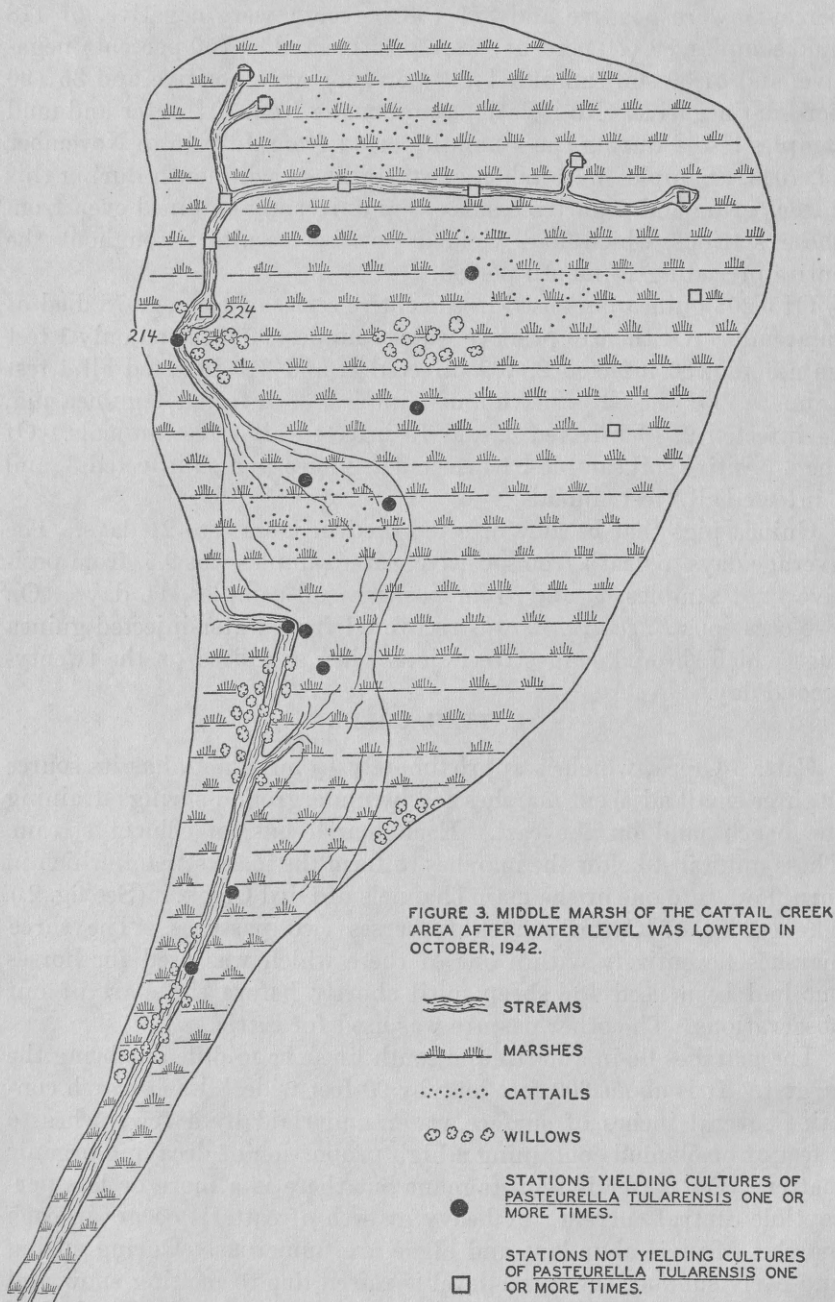 224
214
FIGURE 3. MIDDLE MARSH OF THE CATTAIL CREEK
AREA AFTER WATER LEVEL WAS LOWERED IN
OCTOBER, 1942.
STREAMS
MARSHES
CATTAILS
WILLOWS
STATIONS YIELDING CULTURES OF
PASTEURELLA TULARENSIS ONE OR
MORE TIMES.
STATIONS NOT YIELDING CULTURES
OF PASTEURELLA TULARENSIS ONE
OR MORE TIMES.